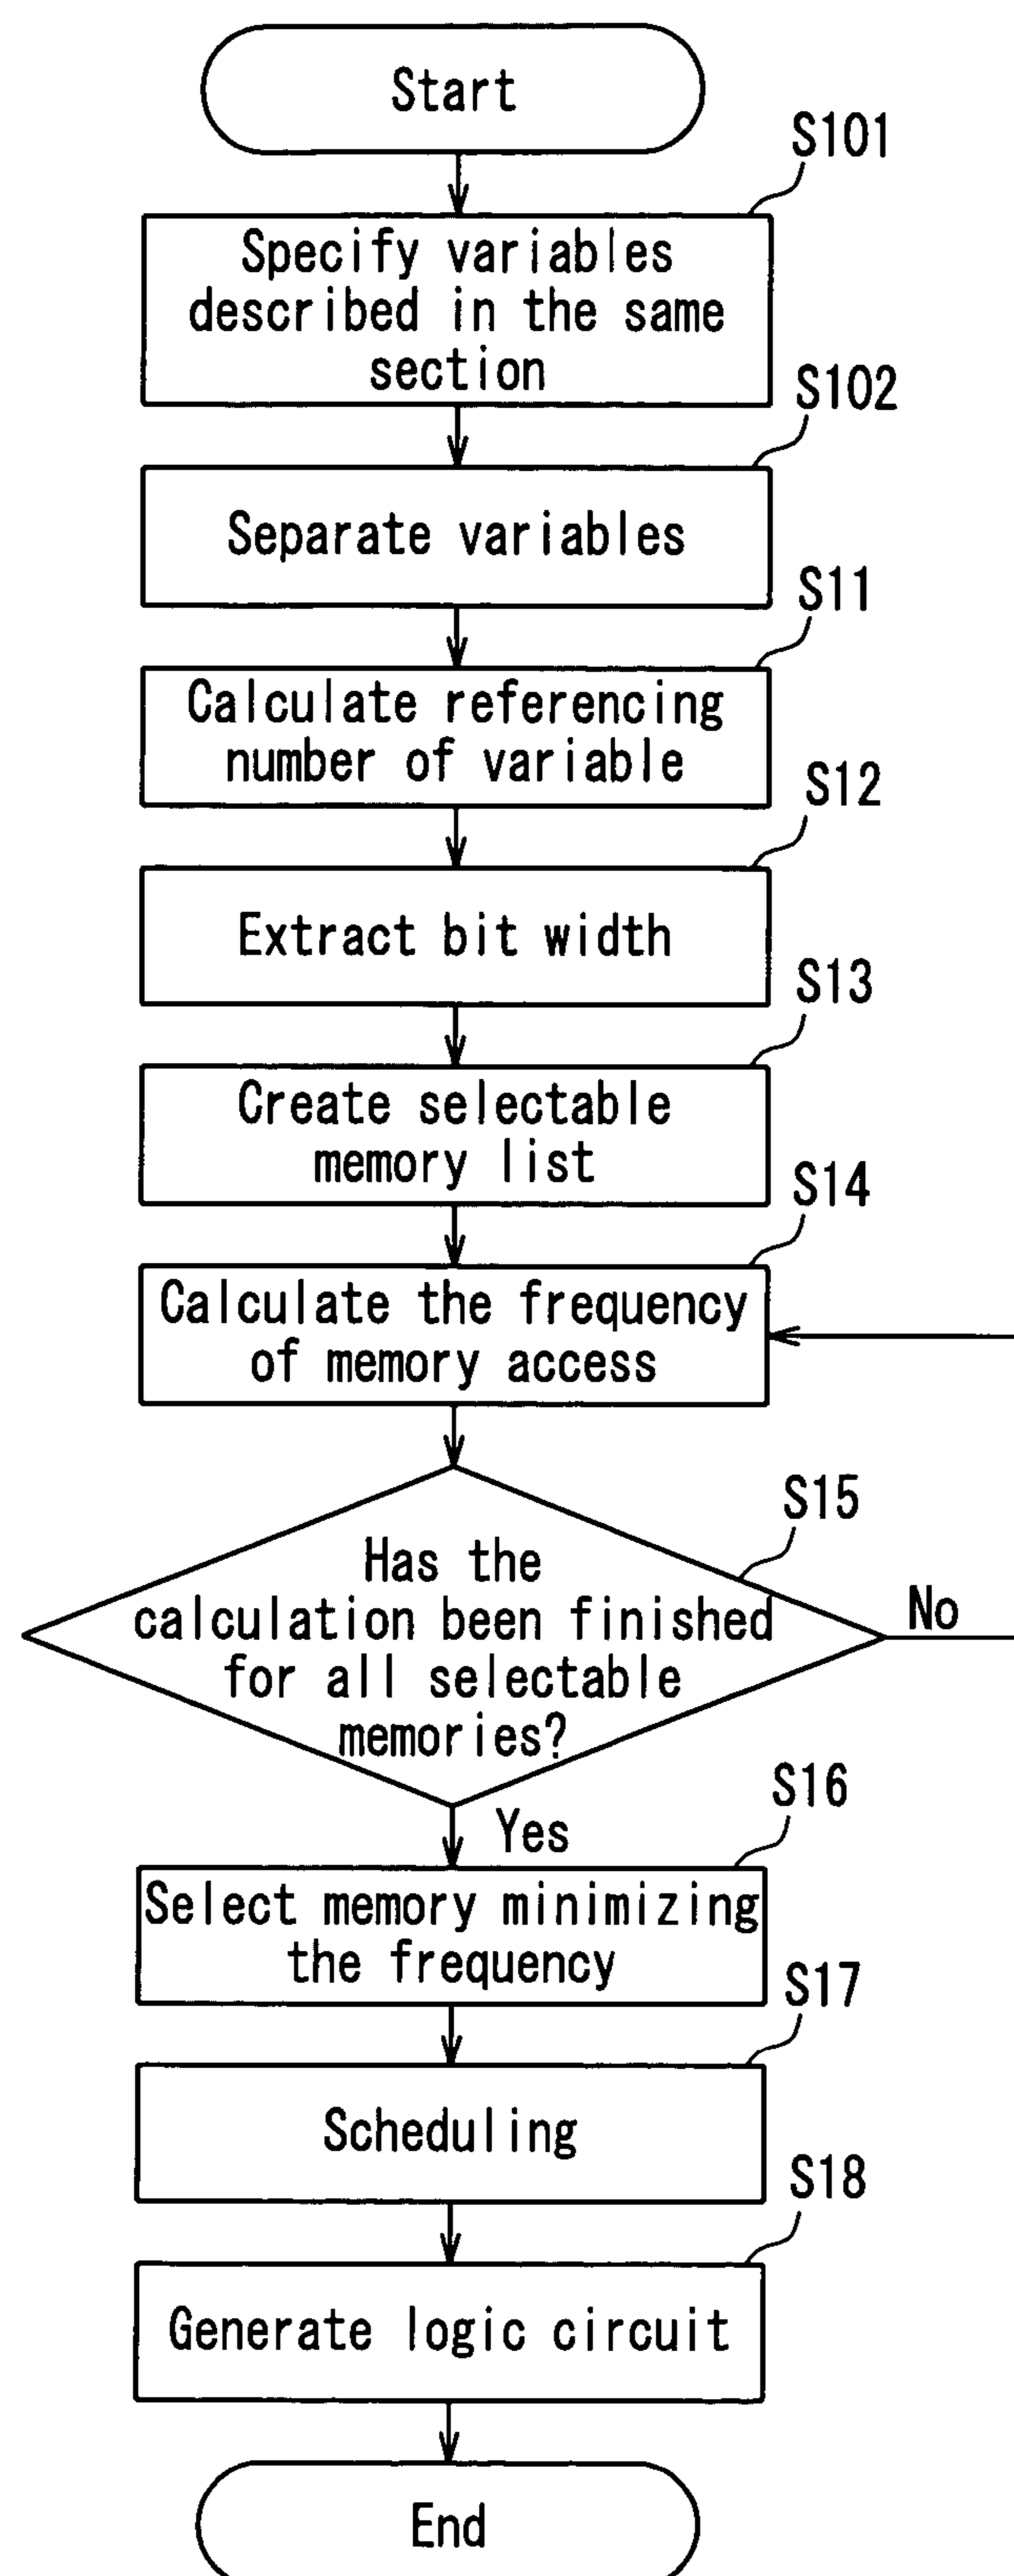 Start
S101
Specify variables
described in the same
section
S102
Separate variables
S11
Calculate referencing
number of variable
S12
Extract bit width
S13
Create selectable
memory list
S14
Calculate the frequency
of memory access
S15
Has the
calculation been finished
for all selectable
memories?
No
Yes
S16
Select memory minimizing
the frequency
S17
Scheduling
S18
Generate logic circuit
End